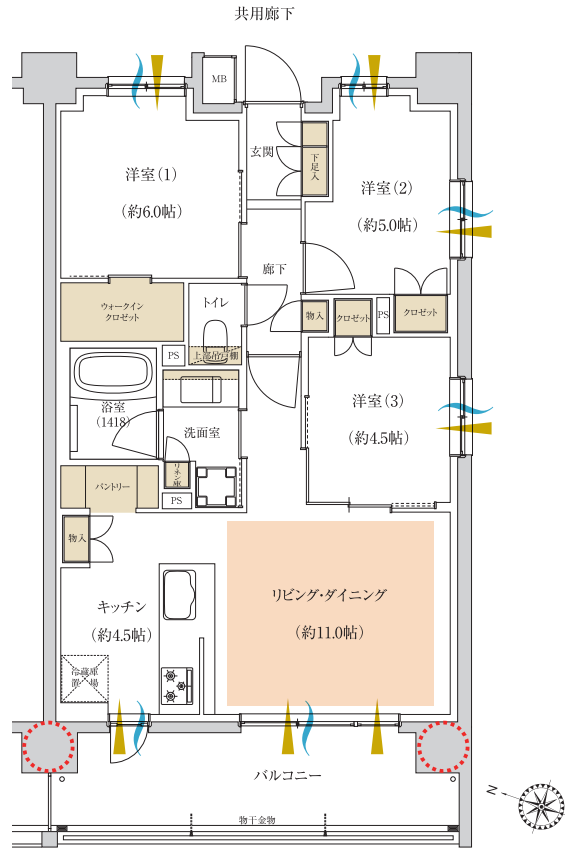 共用廊下
MB
玄関
下足入
洋室(1)
(約6.0帖)
洋室(2)
(約5.0帖)
廊下
トイレ
ウォークイン
クロゼット
物入
クロゼット
PS
クロゼット
PS
上部吊戸棚
浴室
(1418)
洗面室
洋室(3)
(約4.5帖)
リネン庫
パントリー
PS
物入
キッチン
(約4.5帖)
リビング・ダイニング
(約11.0帖)
冷蔵庫
置場
バルコニー
物干金物
N